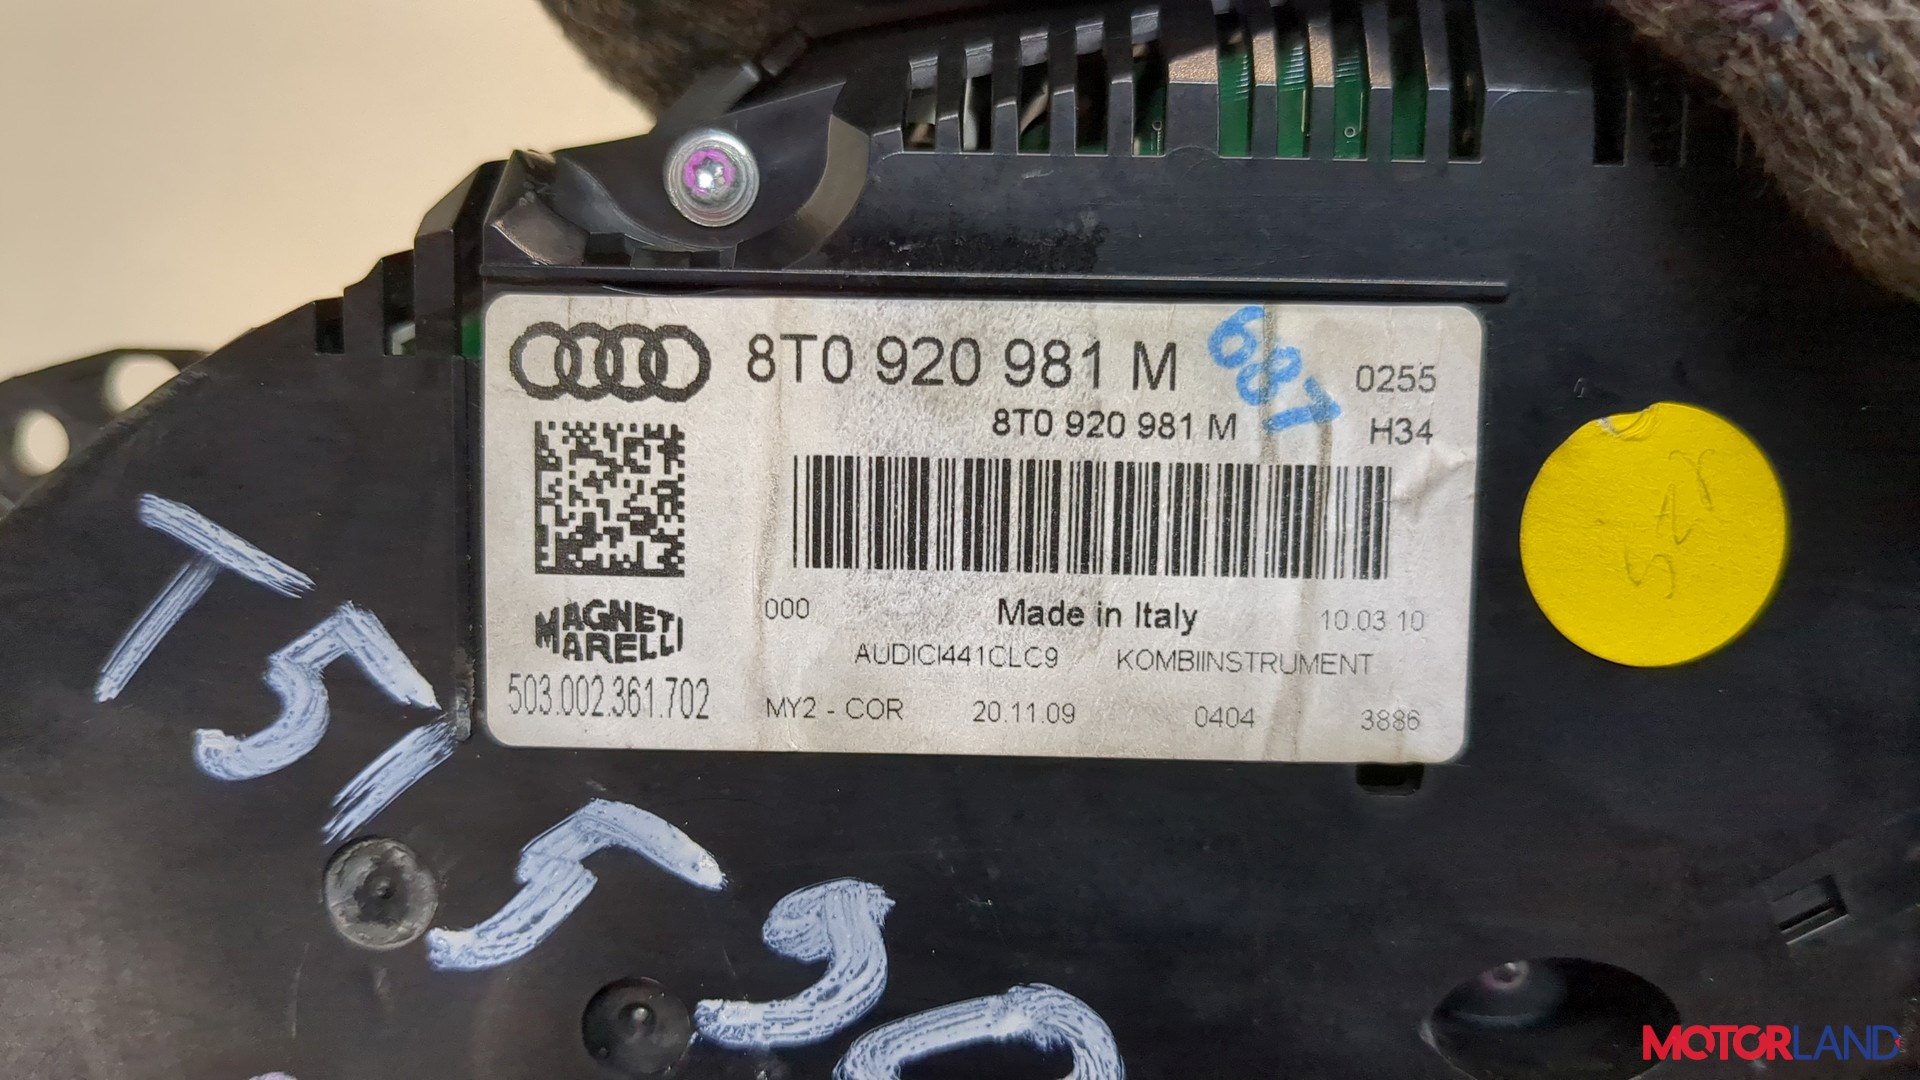 8T0 920 981 M
687
0255
8T0 920 981 M
H34
000
Made in Italy
10.03.10
MAGNETI
MARELLI
AUDICI441CLC9
KOMBIINSTRUMENT
503.002.361.702
MY2 - COR
20.11.09
0404
3886
MOTORLAND